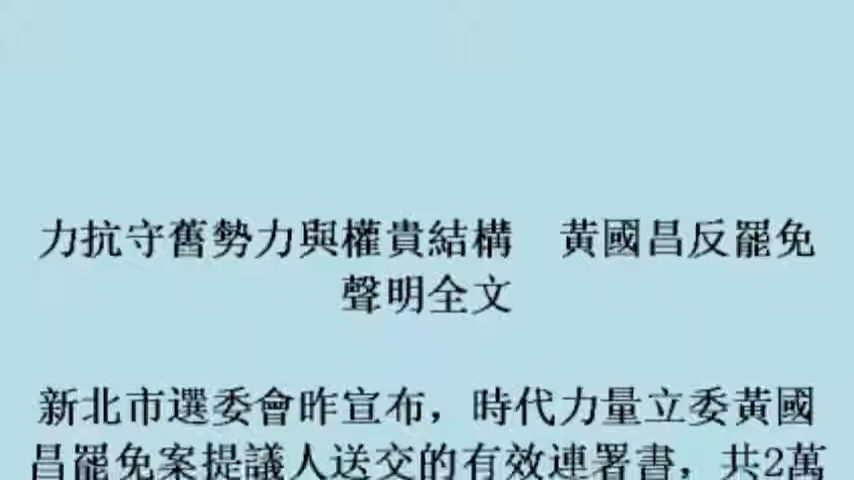 力抗守舊勢力與權貴結構　黃國昌反罷免
聲明全文
新北市選委會昨宣布，時代力量立委黃國
昌罷免案提議人送交的有效連署書，共2萬